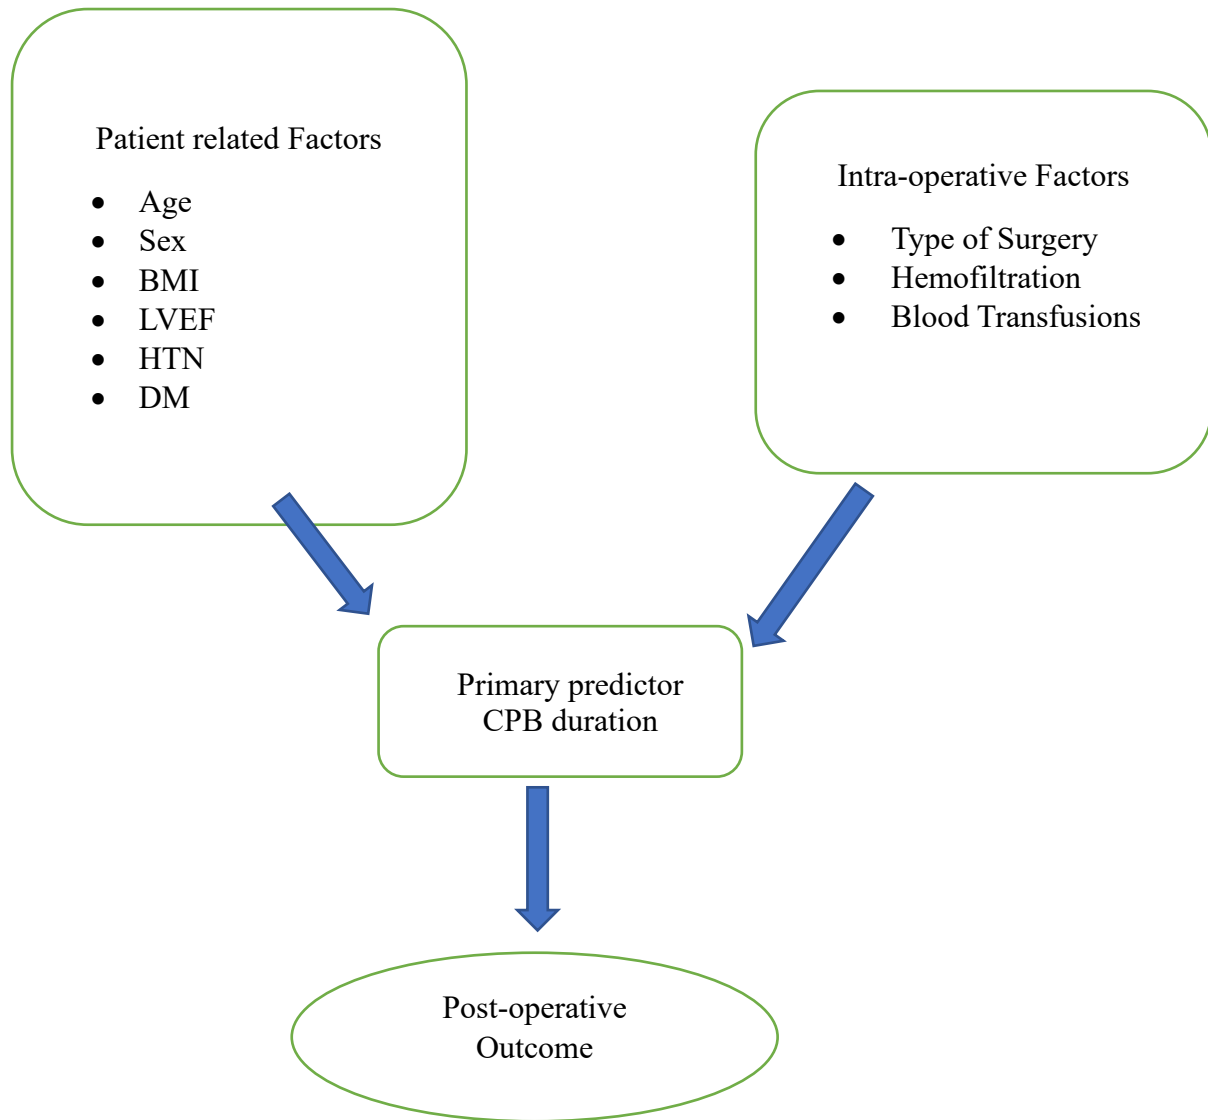 Patient related Factors
• Age
• Sex
• BMI
• LVEF
• HTN
• DM
Intra-operative Factors
• Type of Surgery
• Hemofiltration
• Blood Transfusions
Primary predictor
CPB duration
Post-operative
Outcome